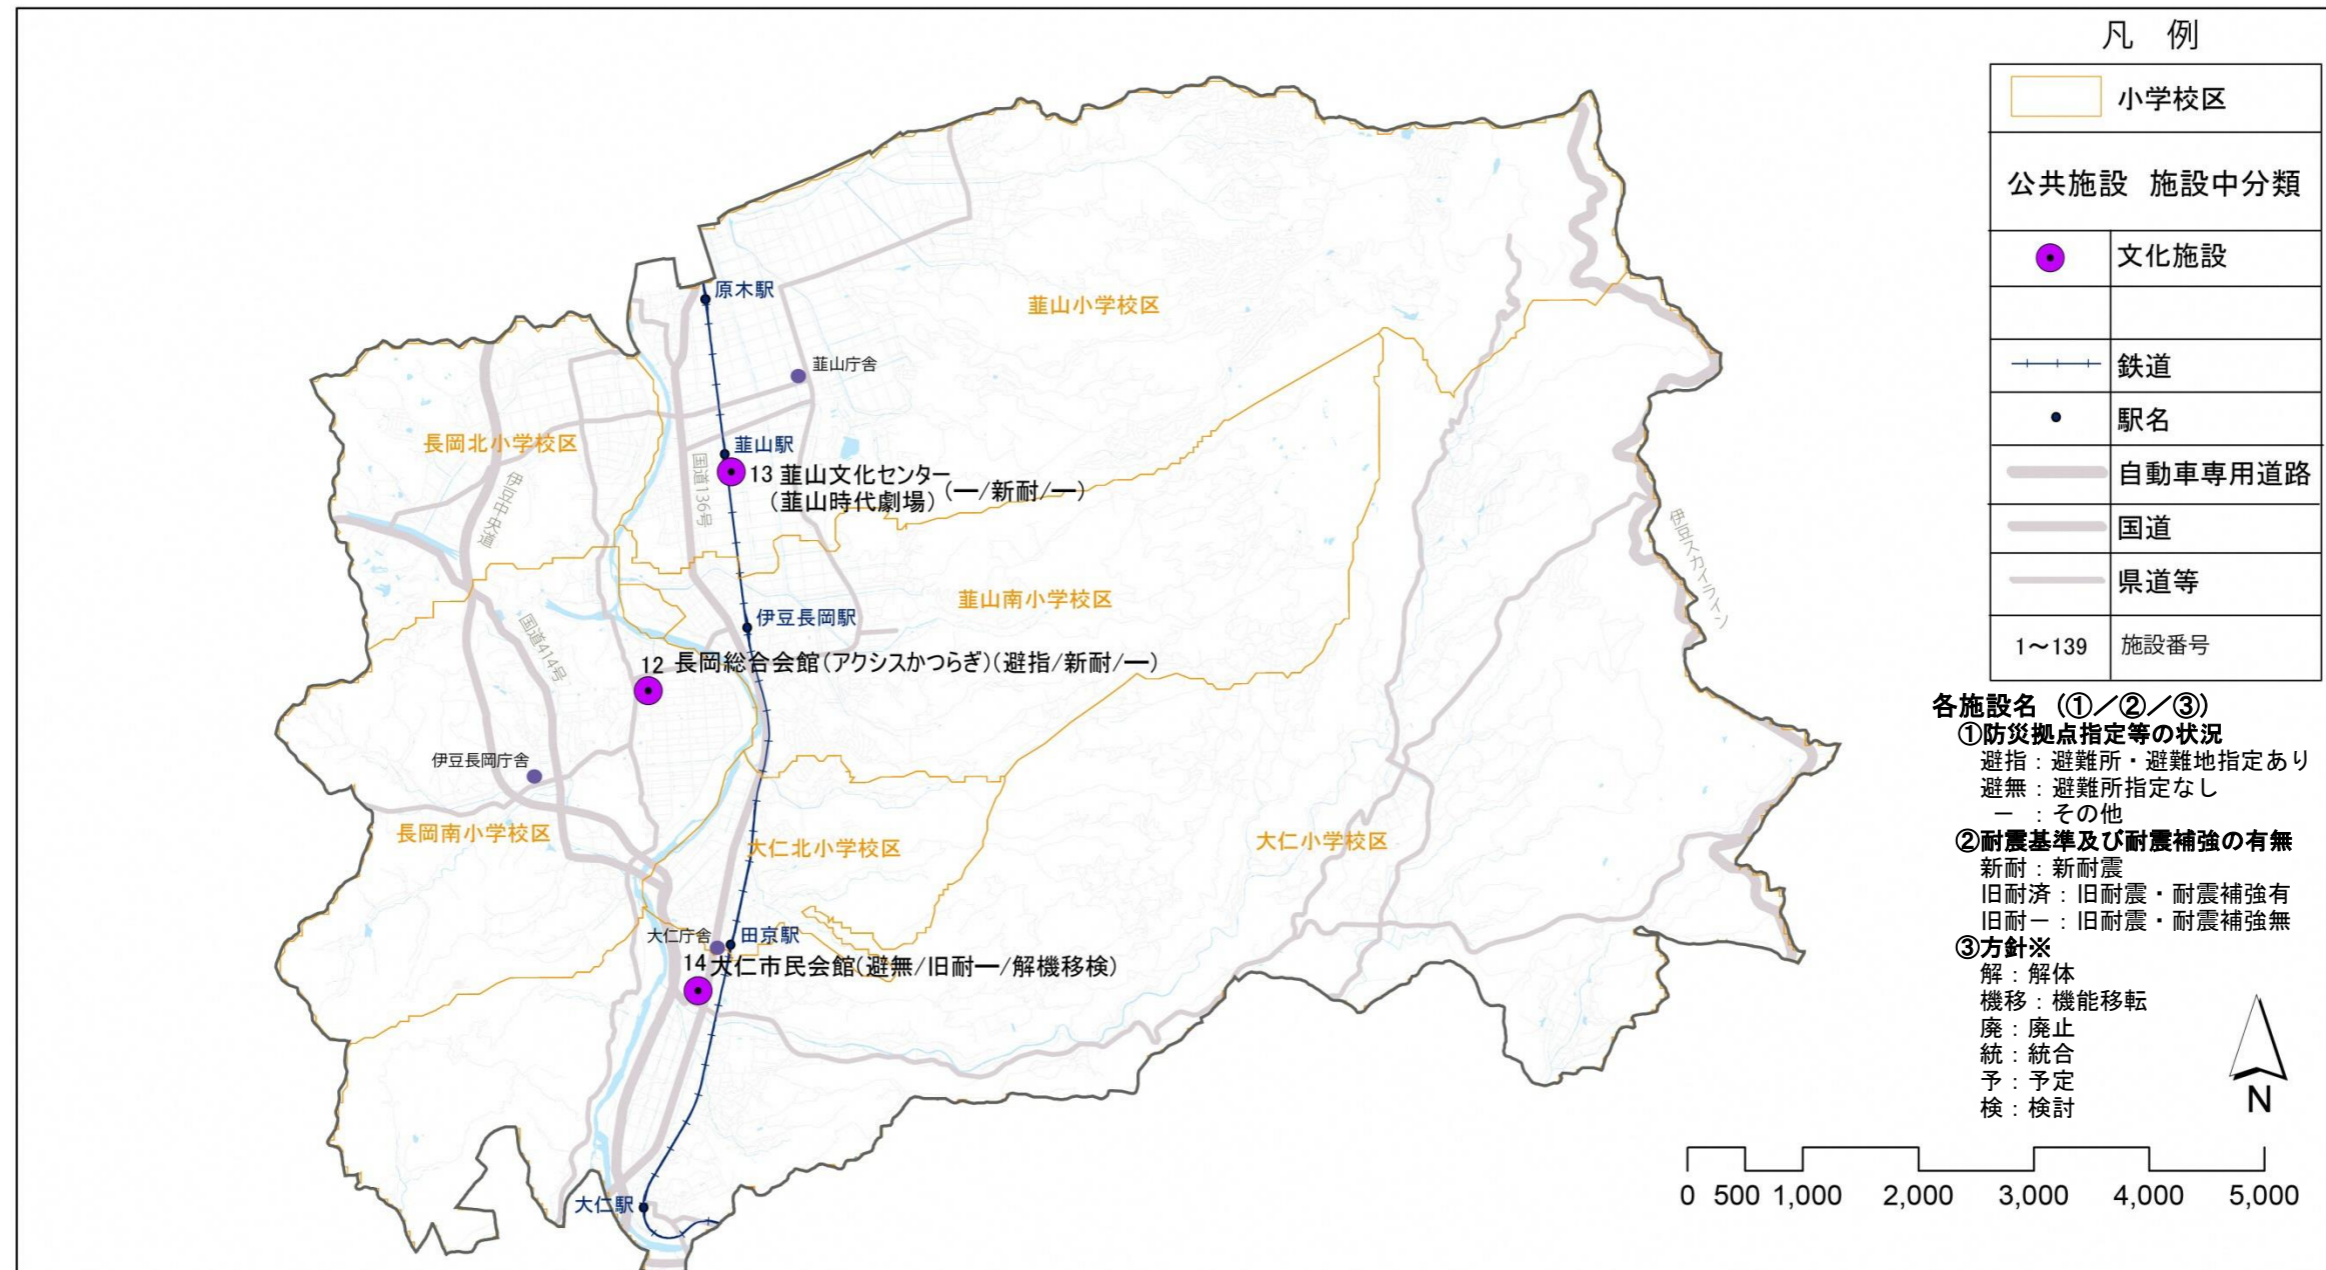 原木駅
韮山小学校区
韮山庁舎
長岡北小学校区
韮山駅
13 韮山文化センター
(韮山時代劇場)
(―/新耐/―)
国道136号
伊豆中央道
伊豆スカイライン
韮山南小学校区
伊豆長岡駅
国道414号
12 長岡総合会館(アクシスかつらぎ)(避指/新耐/―)
伊豆長岡庁舎
長岡南小学校区
大仁北小学校区
大仁小学校区
大仁庁舎
田京駅
14 大仁市民会館(避無/旧耐―/解機移検)
大仁駅
凡 例
小学校区
公共施設 施設中分類
文化施設
鉄道
駅名
自動車専用道路
国道
県道等
1～139 施設番号
各施設名 (①/②/③)
①防災拠点指定等の状況
避指：避難所・避難地指定あり
避無：避難所指定なし
― ：その他
②耐震基準及び耐震補強の有無
新耐：新耐震
旧耐済：旧耐震・耐震補強有
旧耐―：旧耐震・耐震補強無
③方針※
解：解体
機移：機能移転
廃：廃止
統：統合
予：予定
検：検討
N
0 500 1,000 2,000 3,000 4,000 5,000